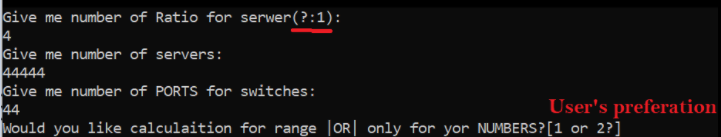 Give me number of Ratio for serwer(?:1):
4
Give me number of servers:
44444
Give me number of PORTS for switches:
44
User's preferation
Would you like calculaition for range |OR| only for yor NUMBERS?[1 or 2?]